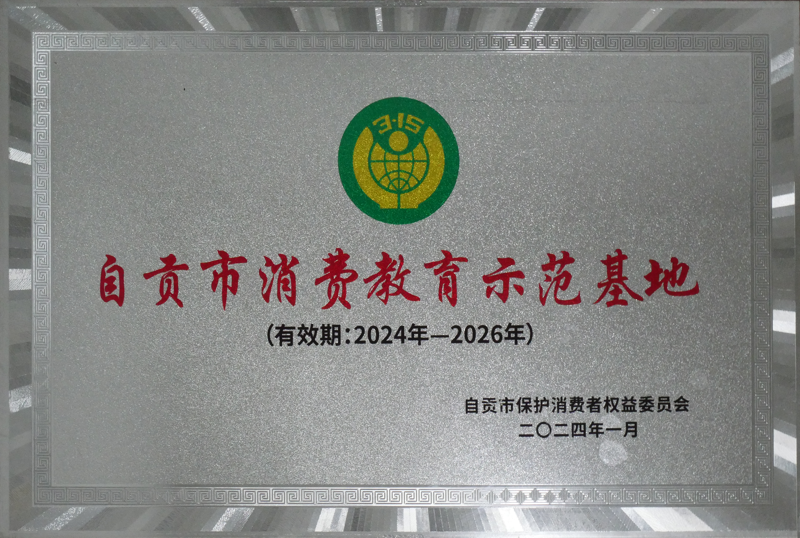 3·15
自贡市消费教育示范基地
（有效期：2024年—2026年）
自贡市保护消费者权益委员会
二〇二四年一月